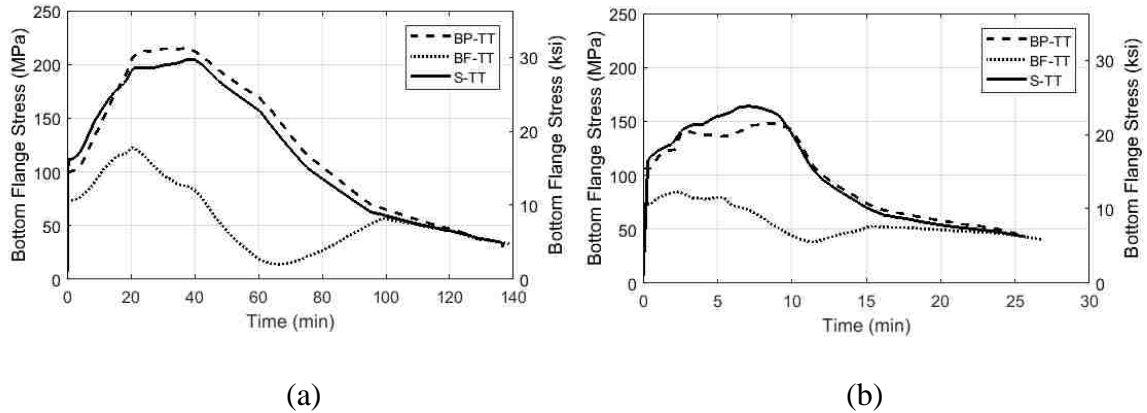 250
200
150
100
50
0
Bottom Flange Stress (MPa)
0 20 40 60 80 100 120 140
Time (min)
30
20
10
0
Bottom Flange Stress (ksi)
BP-TT
BF-TT
S-TT
(a)
250
200
150
100
50
0
Bottom Flange Stress (MPa)
0 5 10 15 20 25 30
Time (min)
30
20
10
0
Bottom Flange Stress (ksi)
BP-TT
BF-TT
S-TT
(b)